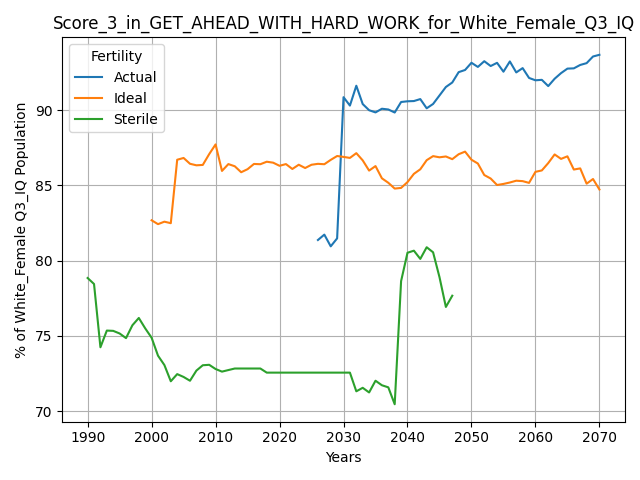 Score_3_in_GET_AHEAD_WITH_HARD_WORK_for_White_Female_Q3_IQ
Fertility
Actual
Ideal
Sterile
% of White_Female Q3_IQ Population
90
85
80
75
70
1990
2000
2010
2020
2030
2040
2050
2060
2070
Years